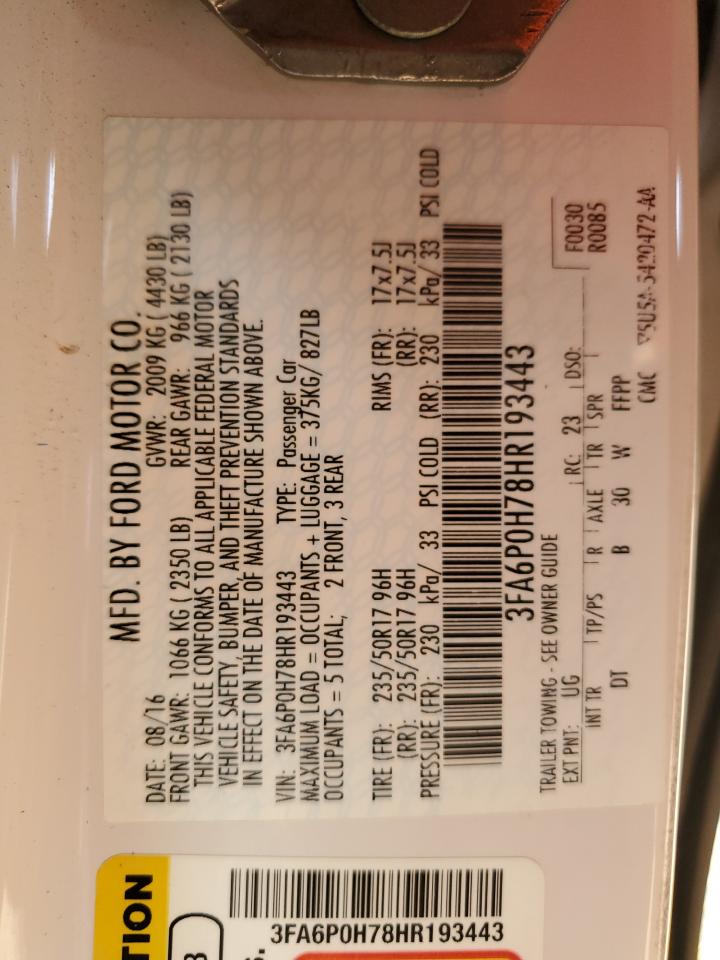 MFD. BY FORD MOTOR CO.
DATE: 08/16 GVWR: 2009 KG ( 4430 LB)
FRONT GAWR: 1066 KG ( 2350 LB) REAR GAWR: 966 KG ( 2130 LB)
THIS VEHICLE CONFORMS TO ALL APPLICABLE FEDERAL MOTOR
VEHICLE SAFETY, BUMPER, AND THEFT PREVENTION STANDARDS
IN EFFECT ON THE DATE OF MANUFACTURE SHOWN ABOVE.
VIN: 3FA6P0H78HR193443 TYPE: Passenger Car
MAXIMUM LOAD = OCCUPANTS + LUGGAGE = 375KG/ 827LB
OCCUPANTS = 5 TOTAL; 2 FRONT, 3 REAR
TIRE (FR): 235/50R17 96H RIMS (FR): 17x7.5J
(RR): 235/50R17 96H (RR): 17x7.5J
PRESSURE (FR): 230 kPa/ 33 PSI COLD (RR): 230 kPa/ 33 PSI COLD
3FA6P0H78HR193443
TRAILER TOWING - SEE OWNER GUIDE
F0030
EXT PNT: UG RC: 23 DSO: R0085
INT TR TP/PS R AXLE TR SPR
DT B 30 W FFPP
CMC
TION
3FA6P0H78HR193443